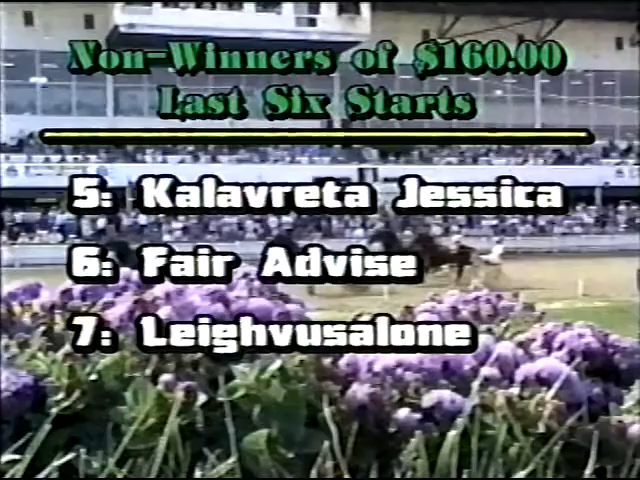 Non-Winners of $160.00
Last Six Starts
5: Kalavreta Jessica
6: Fair Advise
7: Leighvusalone